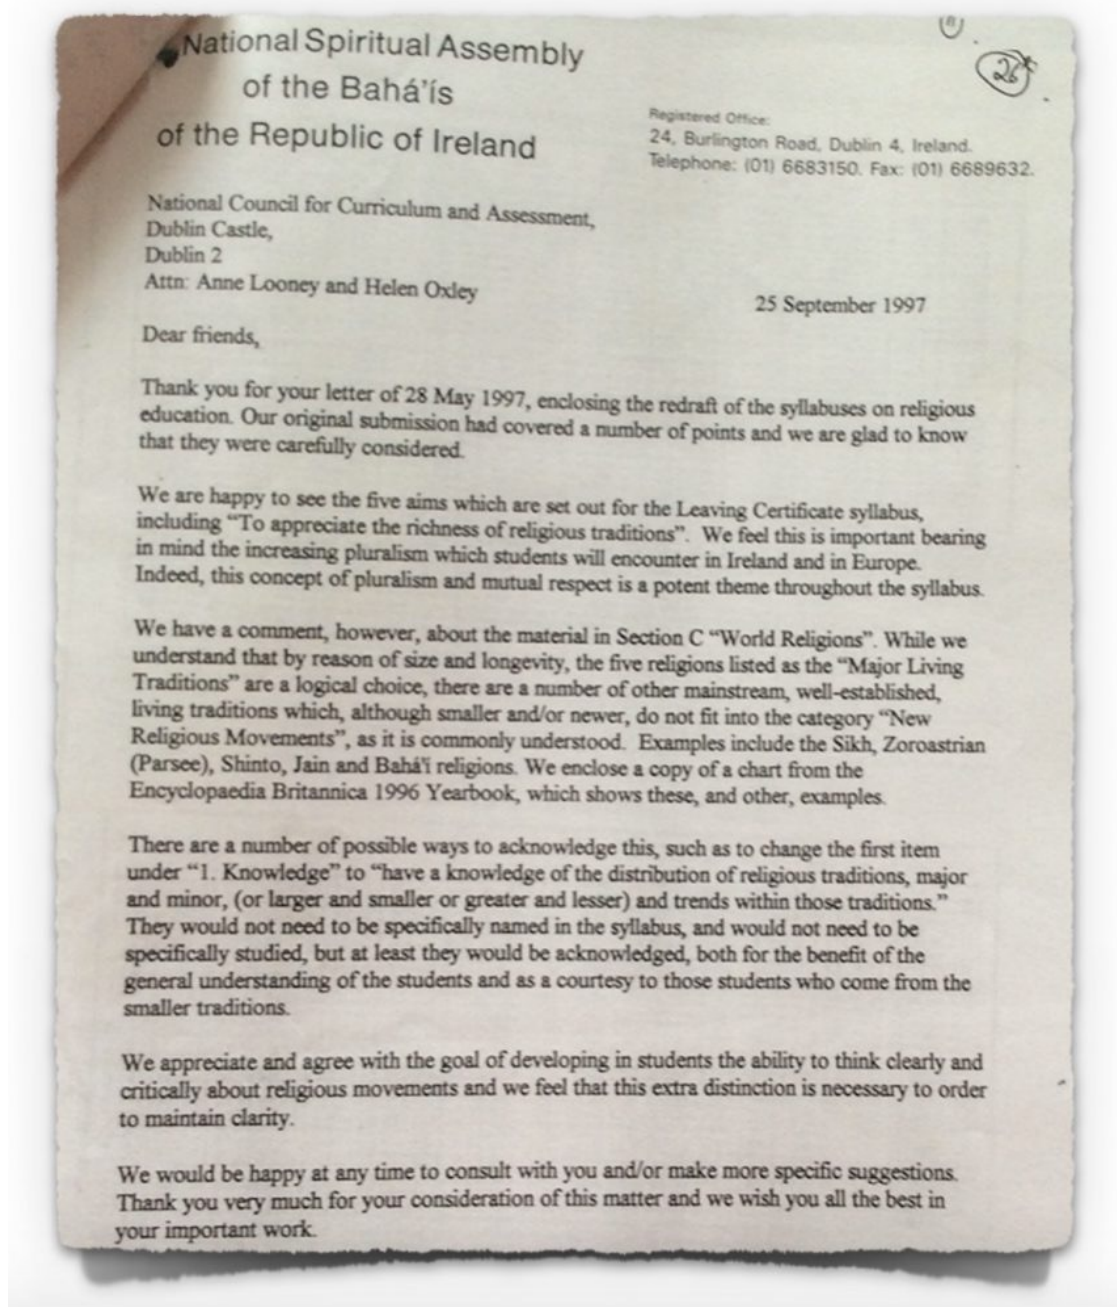 National Spiritual Assembly
of the Bahá'ís
of the Republic of Ireland
26
Registered Office:
24, Burlington Road, Dublin 4, Ireland.
Telephone: (01) 6683150. Fax: (01) 6689632.
National Council for Curriculum and Assessment,
Dublin Castle,
Dublin 2
Attn: Anne Looney and Helen Oxley
25 September 1997
Dear friends,
Thank you for your letter of 28 May 1997, enclosing the redraft of the syllabuses on religious
education. Our original submission had covered a number of points and we are glad to know
that they were carefully considered.
We are happy to see the five aims which are set out for the Leaving Certificate syllabus,
including “To appreciate the richness of religious traditions”. We feel this is important bearing
in mind the increasing pluralism which students will encounter in Ireland and in Europe.
Indeed, this concept of pluralism and mutual respect is a potent theme throughout the syllabus.
We have a comment, however, about the material in Section C “World Religions”. While we
understand that by reason of size and longevity, the five religions listed as the “Major Living
Traditions” are a logical choice, there are a number of other mainstream, well-established,
living traditions which, although smaller and/or newer, do not fit into the category “New
Religious Movements”, as it is commonly understood. Examples include the Sikh, Zoroastrian
(Parsee), Shinto, Jain and Bahá'í religions. We enclose a copy of a chart from the
Encyclopaedia Britannica 1996 Yearbook, which shows these, and other, examples.
There are a number of possible ways to acknowledge this, such as to change the first item
under “1. Knowledge” to “have a knowledge of the distribution of religious traditions, major
and minor, (or larger and smaller or greater and lesser) and trends within those traditions.”
They would not need to be specifically named in the syllabus, and would not need to be
specifically studied, but at least they would be acknowledged, both for the benefit of the
general understanding of the students and as a courtesy to those students who come from the
smaller traditions.
We appreciate and agree with the goal of developing in students the ability to think clearly and
critically about religious movements and we feel that this extra distinction is necessary to order
to maintain clarity.
We would be happy at any time to consult with you and/or make more specific suggestions.
Thank you very much for your consideration of this matter and we wish you all the best in
your important work.